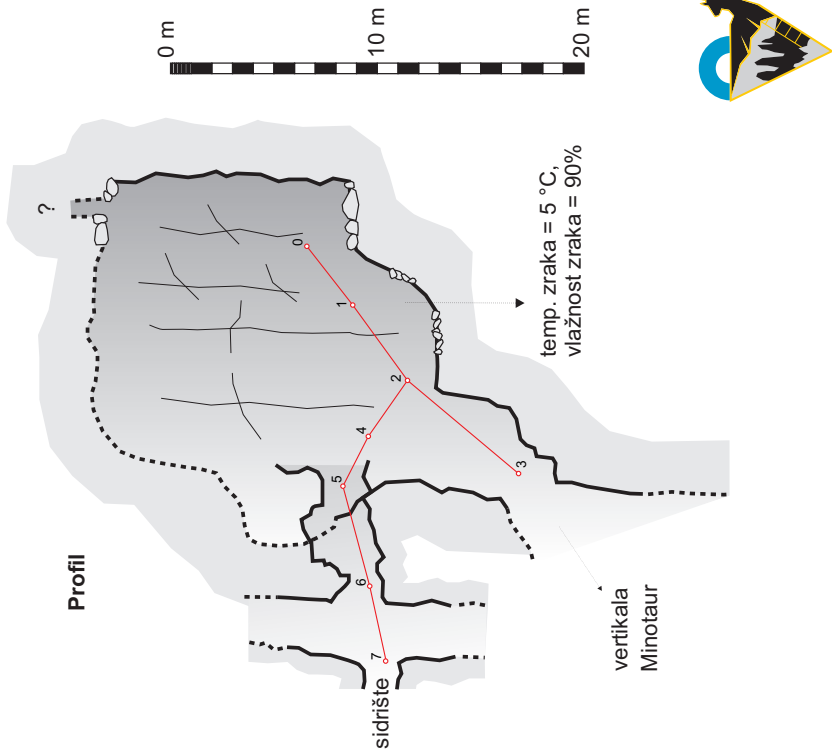 Profil
0 m
10 m
20 m
?
0
1
2
3
4
5
6
7
sidrište
temp. zraka = 5 °C,
vlažnost zraka = 90%
vertikala
Minotaur